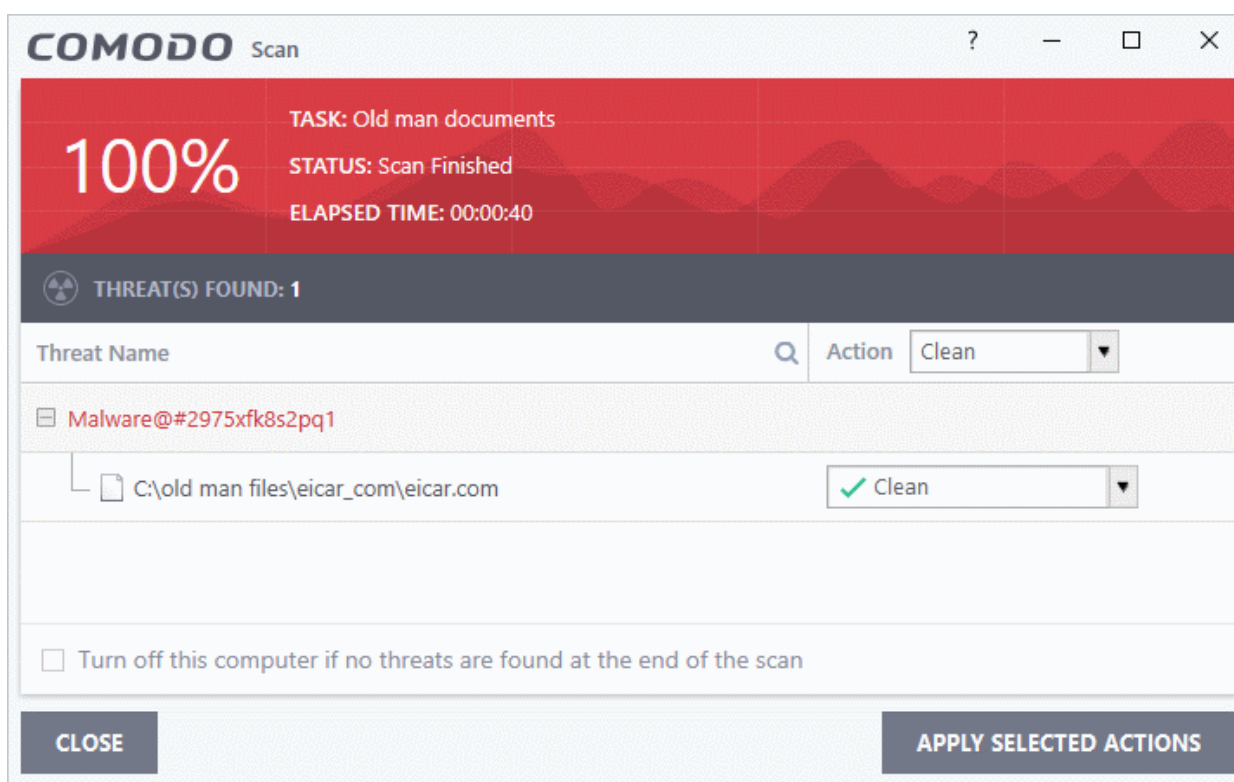 COMODO Scan ?
100%
TASK: Old man documents
STATUS: Scan Finished
ELAPSED TIME: 00:00:40
THREAT(S) FOUND: 1
Threat Name Action Clean
Malware@#2975xfk8s2pq1
C:\old man files\eicar_com\eicar.com Clean
Turn off this computer if no threats are found at the end of the scan
CLOSE APPLY SELECTED ACTIONS